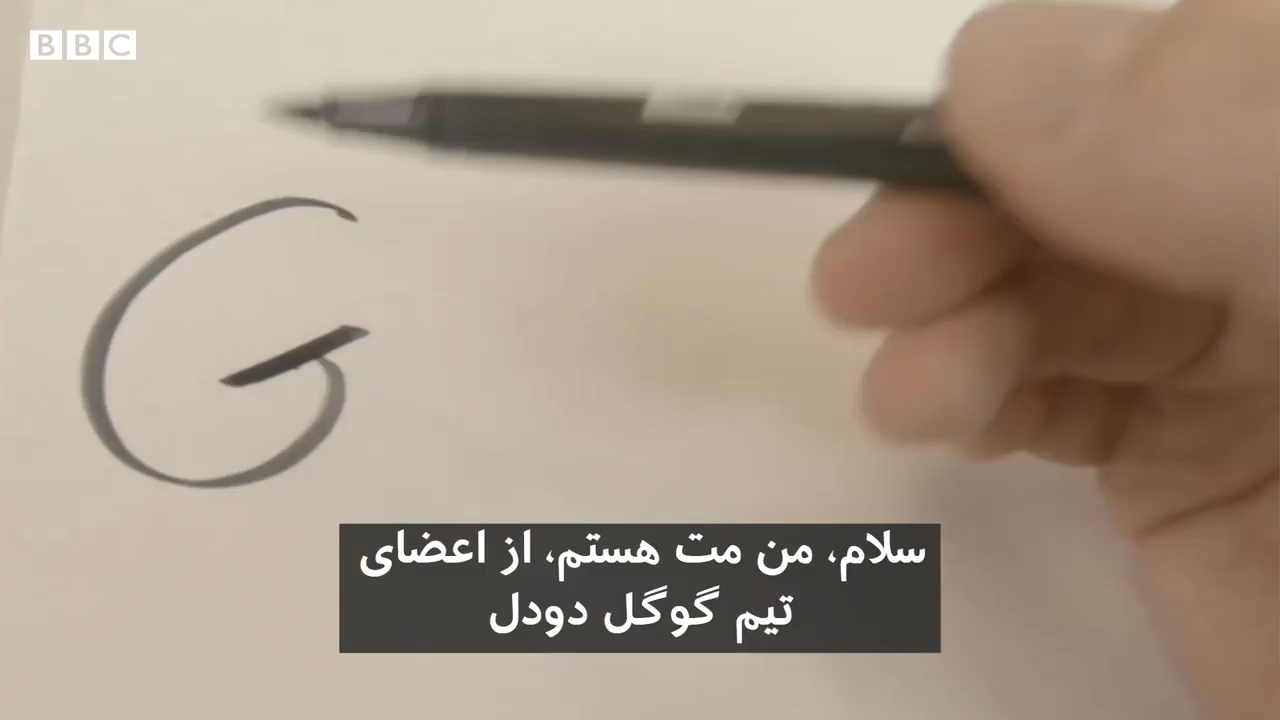 BBC
G
سلام، من مت هستم، از اعضای
تیم گوگل دودل